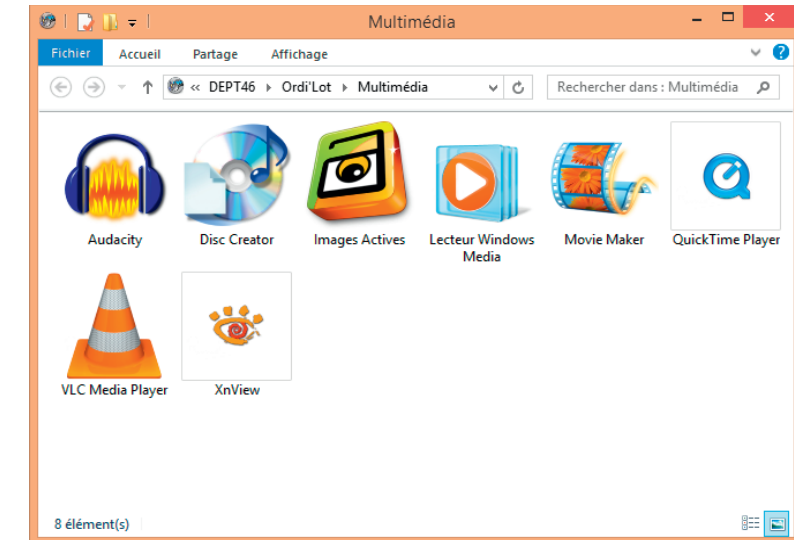 Multimédia
Fichier Accueil Partage Affichage
« DEPT46 Ordi'Lot Multimédia Rechercher dans : Multimédia
Audacity Disc Creator Images Actives Lecteur Windows Media Movie Maker QuickTime Player
VLC Media Player XnView
8 élément(s)